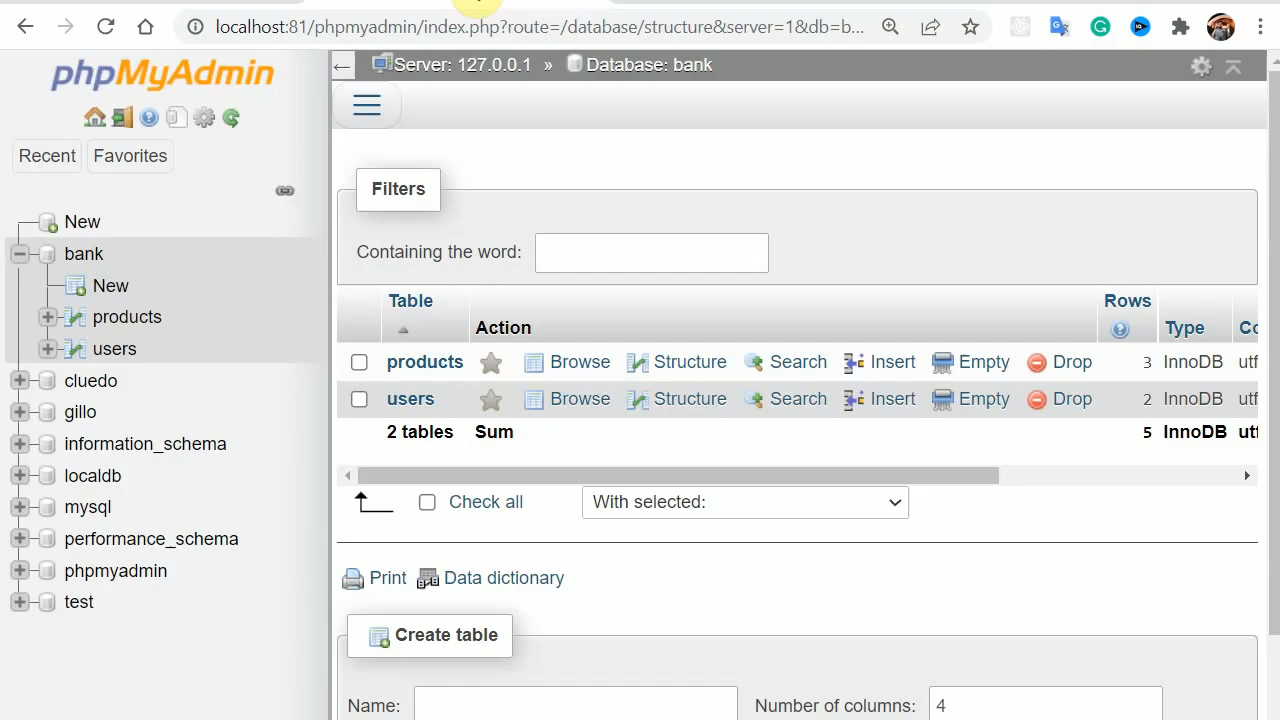 localhost:81/phpmyadmin/index.php?route=/database/structure&server=1&db=b...
phpMyAdmin
Recent Favorites
New
bank
New
products
users
cluedo
gillo
information_schema
localdb
mysql
performance_schema
phpmyadmin
test
Server: 127.0.0.1 » Database: bank
Filters
Containing the word:
Table Action Rows Type Co
products Browse Structure Search Insert Empty Drop 3 InnoDB utf
users Browse Structure Search Insert Empty Drop 2 InnoDB utf
2 tables Sum 5 InnoDB utf
Check all With selected:
Print Data dictionary
Create table
Name: Number of columns: 4